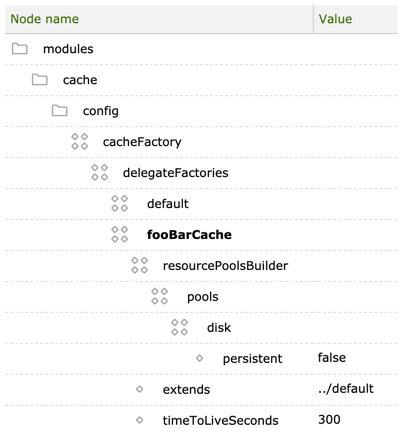 Node name Value
modules
cache
config
cacheFactory
delegateFactories
default
fooBarCache
resourcePoolsBuilder
pools
disk
persistent false
extends ../default
timeToLiveSeconds 300